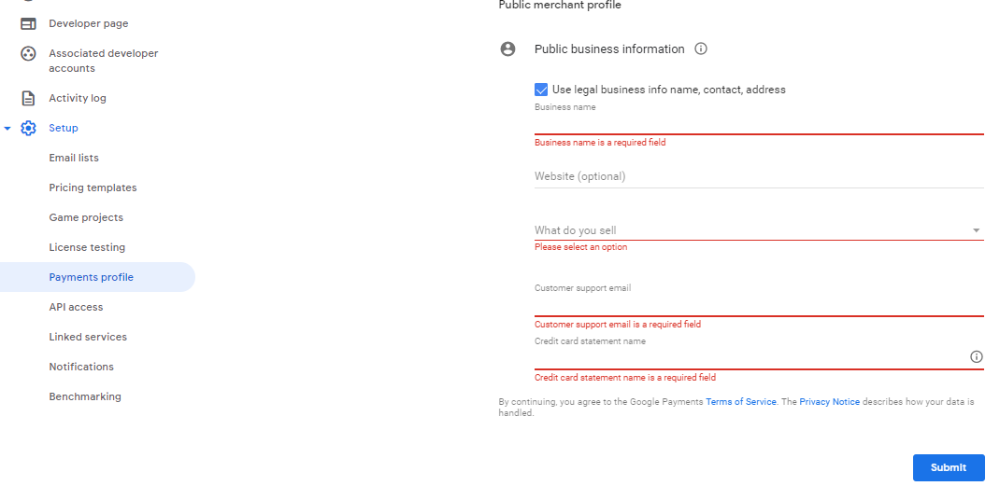 Public merchant profile
Developer page
Public business information
Associated developer
accounts
Use legal business info name, contact, address
Activity log
Business name
Setup
Business name is a required field
Email lists
Website (optional)
Pricing templates
Game projects
What do you sell
License testing
Please select an option
Payments profile
Customer support email
API access
Customer support email is a required field
Linked services
Credit card statement name
Notifications
Credit card statement name is a required field
Benchmarking
By continuing, you agree to the Google Payments Terms of Service. The Privacy Notice describes how your data is
handled.
Submit